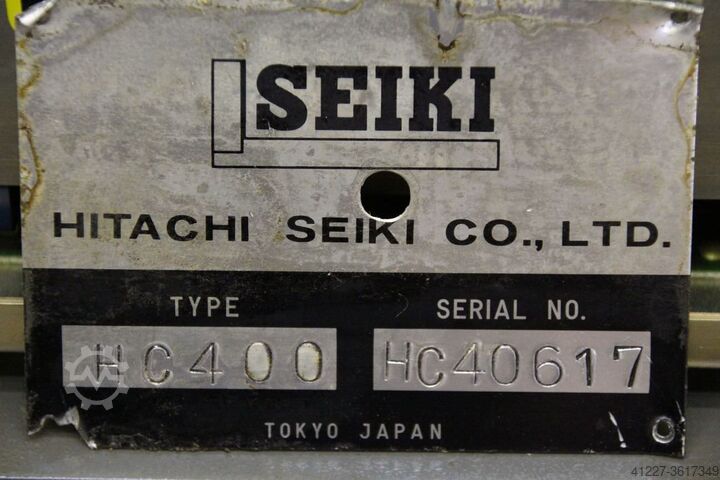 SEIKI
HITACHI SEIKI CO., LTD.
TYPE SERIAL NO.
HC400 HC40617
TOKYO JAPAN
41227-3617349